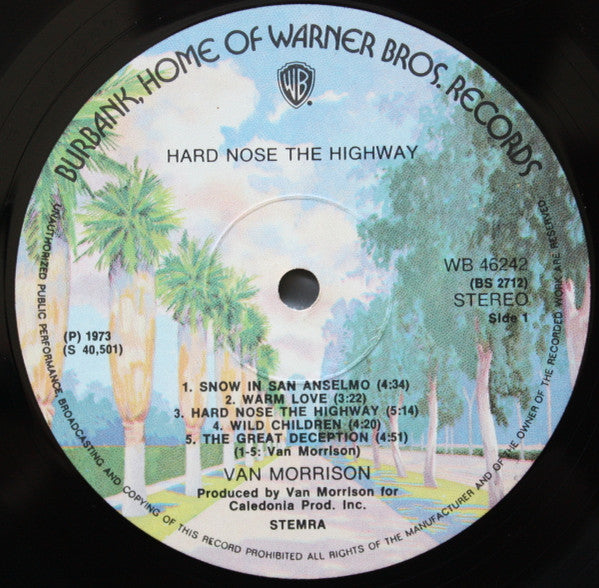 BURBANK, HOME OF WARNER BROS. RECORDS
WB
HARD NOSE THE HIGHWAY
WB 46242
(BS 2712)
STEREO
Side 1
(P) 1973
(S 40,501)
1. SNOW IN SAN ANSELMO (4:34)
2. WARM LOVE (3:22)
3. HARD NOSE THE HIGHWAY (5:14)
4. WILD CHILDREN (4:20)
5. THE GREAT DECEPTION (4:51)
(1-5: Van Morrison)
VAN MORRISON
Produced by Van Morrison for
Caledonia Prod. Inc.
STEMRA
UNAUTHORIZED PUBLIC PERFORMANCE, BROADCASTING AND COPYING OF THIS RECORD PROHIBITED ALL RIGHTS OF THE MANUFACTURER AND OF THE OWNER OF THE RECORDED WORK ARE RESERVED